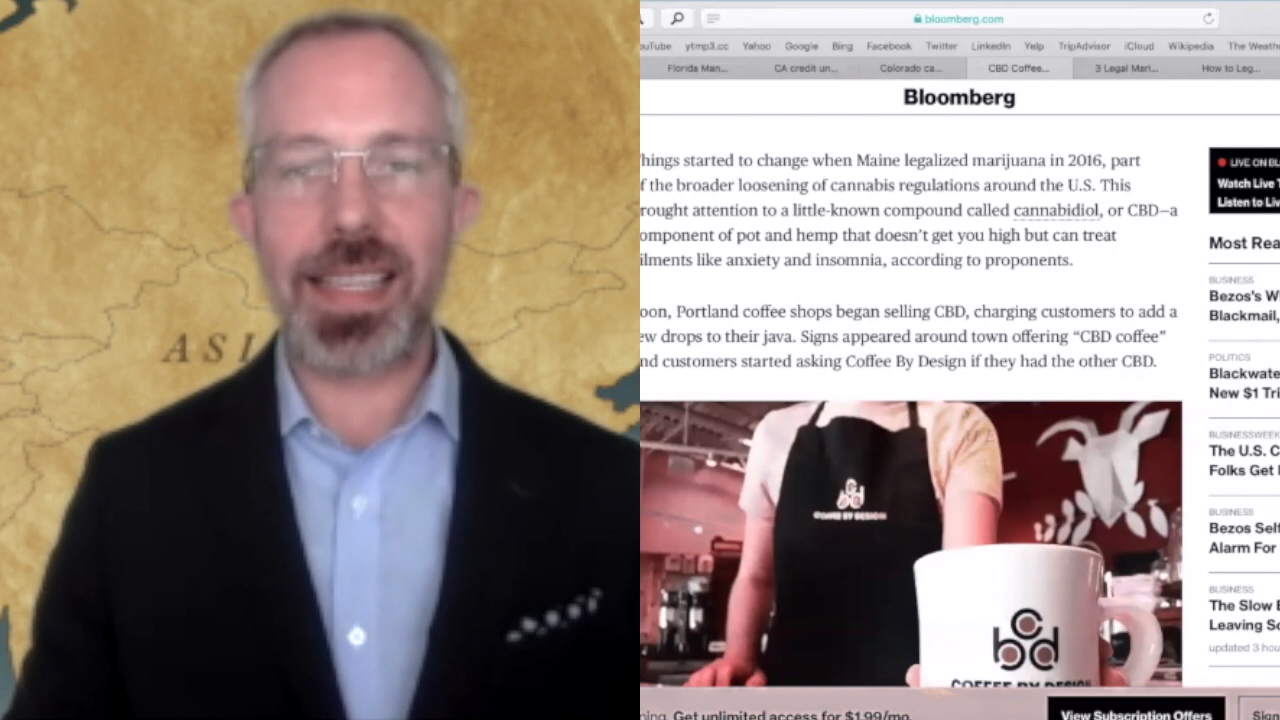 ASI
bloomberg.com
ouTube ytmp3.cc Yahoo Google Bing Facebook Twitter LinkedIn Yelp TripAdvisor iCloud Wikipedia The Weathe
Florida Man... CA credit un... Colorado ca... CBD Coffee... 3 Legal Mari... How to Leg...
Bloomberg
hings started to change when Maine legalized marijuana in 2016, part
f the broader loosening of cannabis regulations around the U.S. This
rought attention to a little-known compound called cannabidiol, or CBD—a
omponent of pot and hemp that doesn't get you high but can treat
ilments like anxiety and insomnia, according to proponents.
oon, Portland coffee shops began selling CBD, charging customers to add a
ew drops to their java. Signs appeared around town offering “CBD coffee”
nd customers started asking Coffee By Design if they had the other CBD.
cbd
COFFEE BY DESIGN
cbd
COFFEE BY DESIGN
LIVE ON BL
Watch Live T
Listen to Liv
Most Rea
BUSINESS
Bezos's W
Blackmail,
POLITICS
Blackwate
New $1 Tri
BUSINESSWEEK
The U.S. C
Folks Get
BUSINESS
Bezos Self
Alarm For
BUSINESS
The Slow B
Leaving So
updated 3 hou
ning. Get unlimited access for $1.99/mo.
View Subscription Offers
Sign